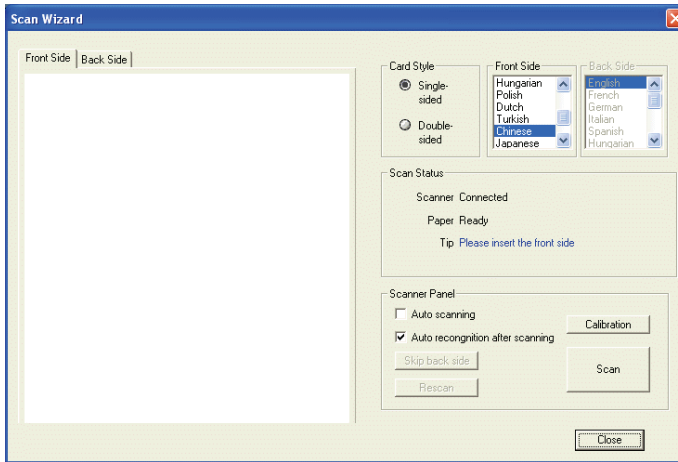 Scan Wizard
Front Side
Back Side
Card Style
Single-
sided
Double-
sided
Front Side
Hungarian
Polish
Dutch
Turkish
Chinese
Japanese
Back Side
English
French
German
Italian
Spanish
Hungarian
Scan Status
Scanner Connected
Paper Ready
Tip Please insert the front side
Scanner Panel
Auto scanning
Auto recongnition after scanning
Skip back side
Rescan
Calibration
Scan
Close